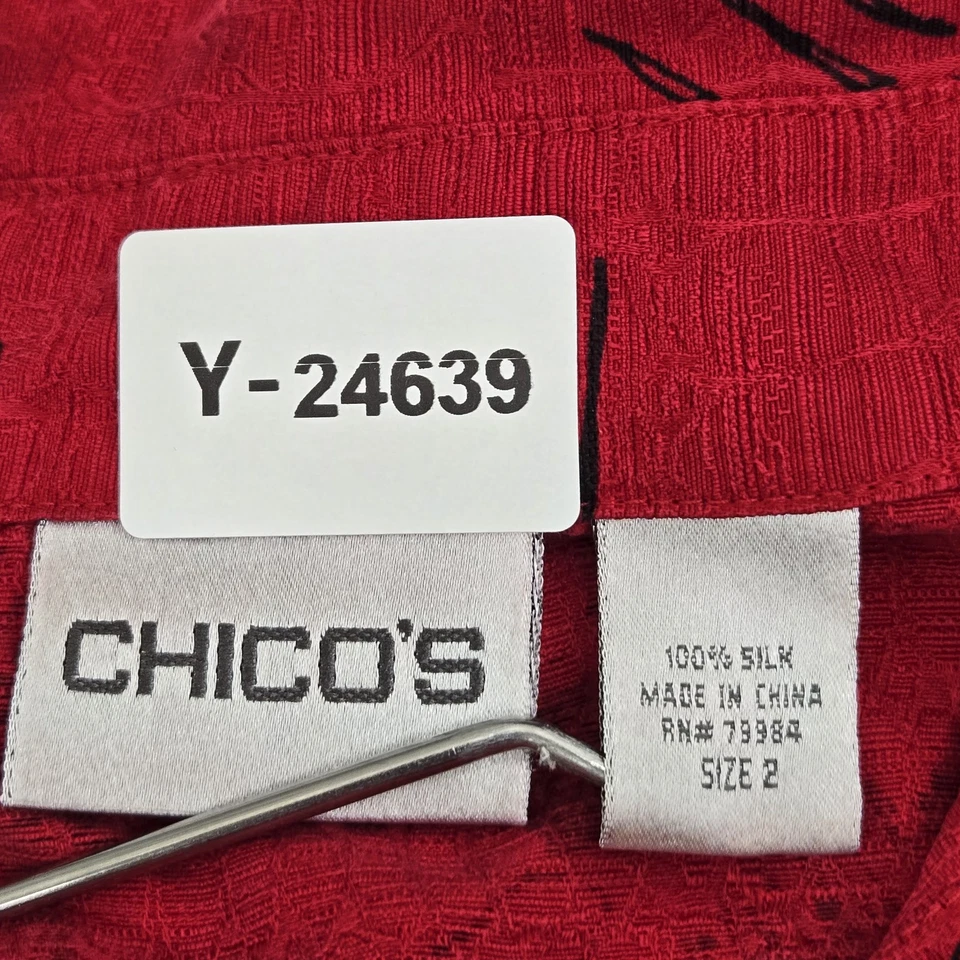 Y-24639
CHICO'S
100% SILK
MADE IN CHINA
RN# 79984
SIZE 2